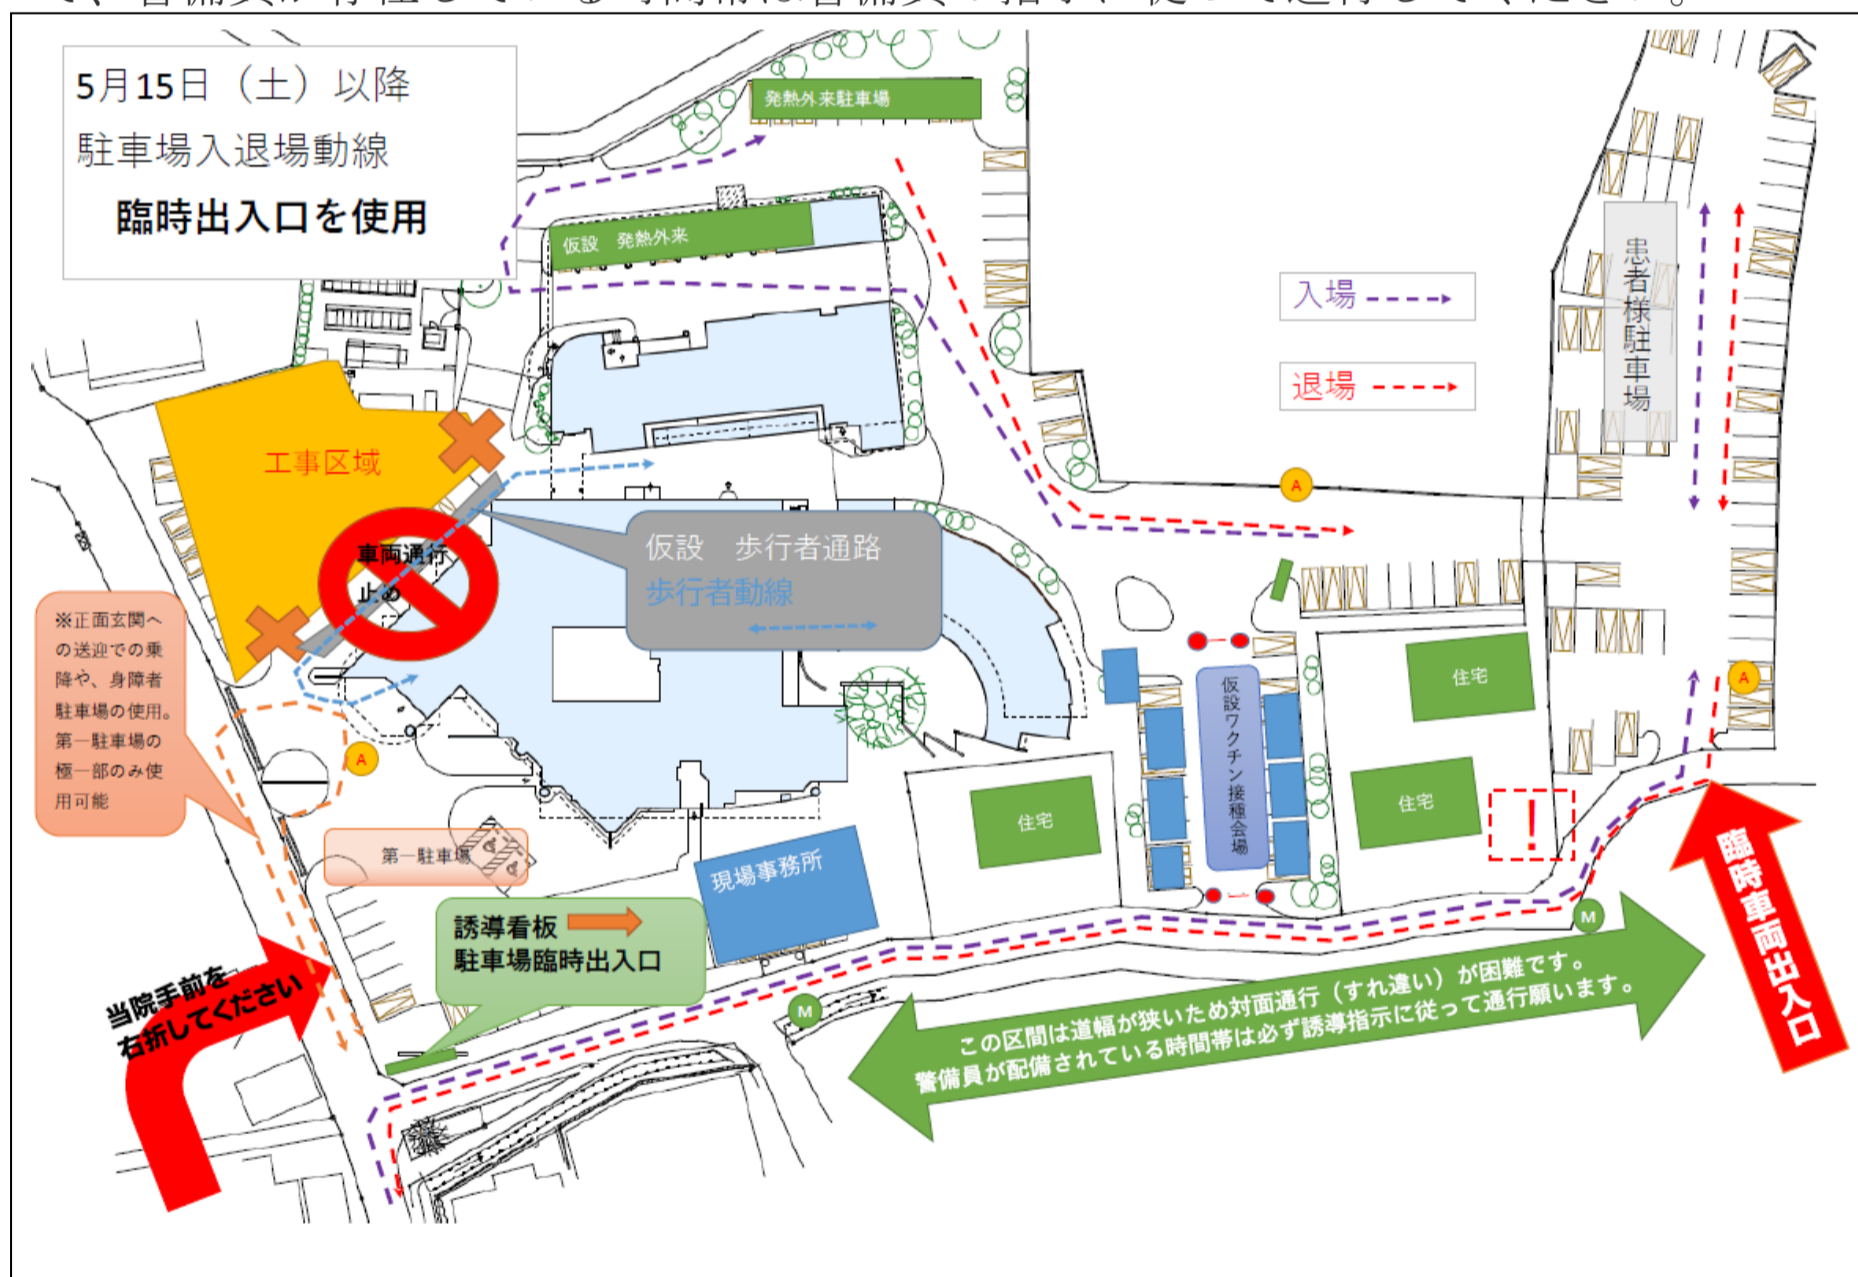 5月15日（土）以降
駐車場入退場動線
臨時出入口を使用
発熱外来駐車場
仮設　発熱外来
入場
退場
患者様駐車場
工事区域
車両通行
止め
仮設　歩行者通路
歩行者動線
A
A
A
※正面玄関へ
の送迎での乗
降や、身障者
駐車場の使用。
第一駐車場の
極一部のみ使
用可能
第一駐車場
現場事務所
住宅
住宅
住宅
仮設ワクチン接種会場
！
誘導看板
駐車場臨時出入口
当院手前を
右折してください
M
M
この区間は道幅が狭いため対面通行（すれ違い）が困難です。
警備員が配備されている時間帯は必ず誘導指示に従って通行願います。
臨時車両出入口